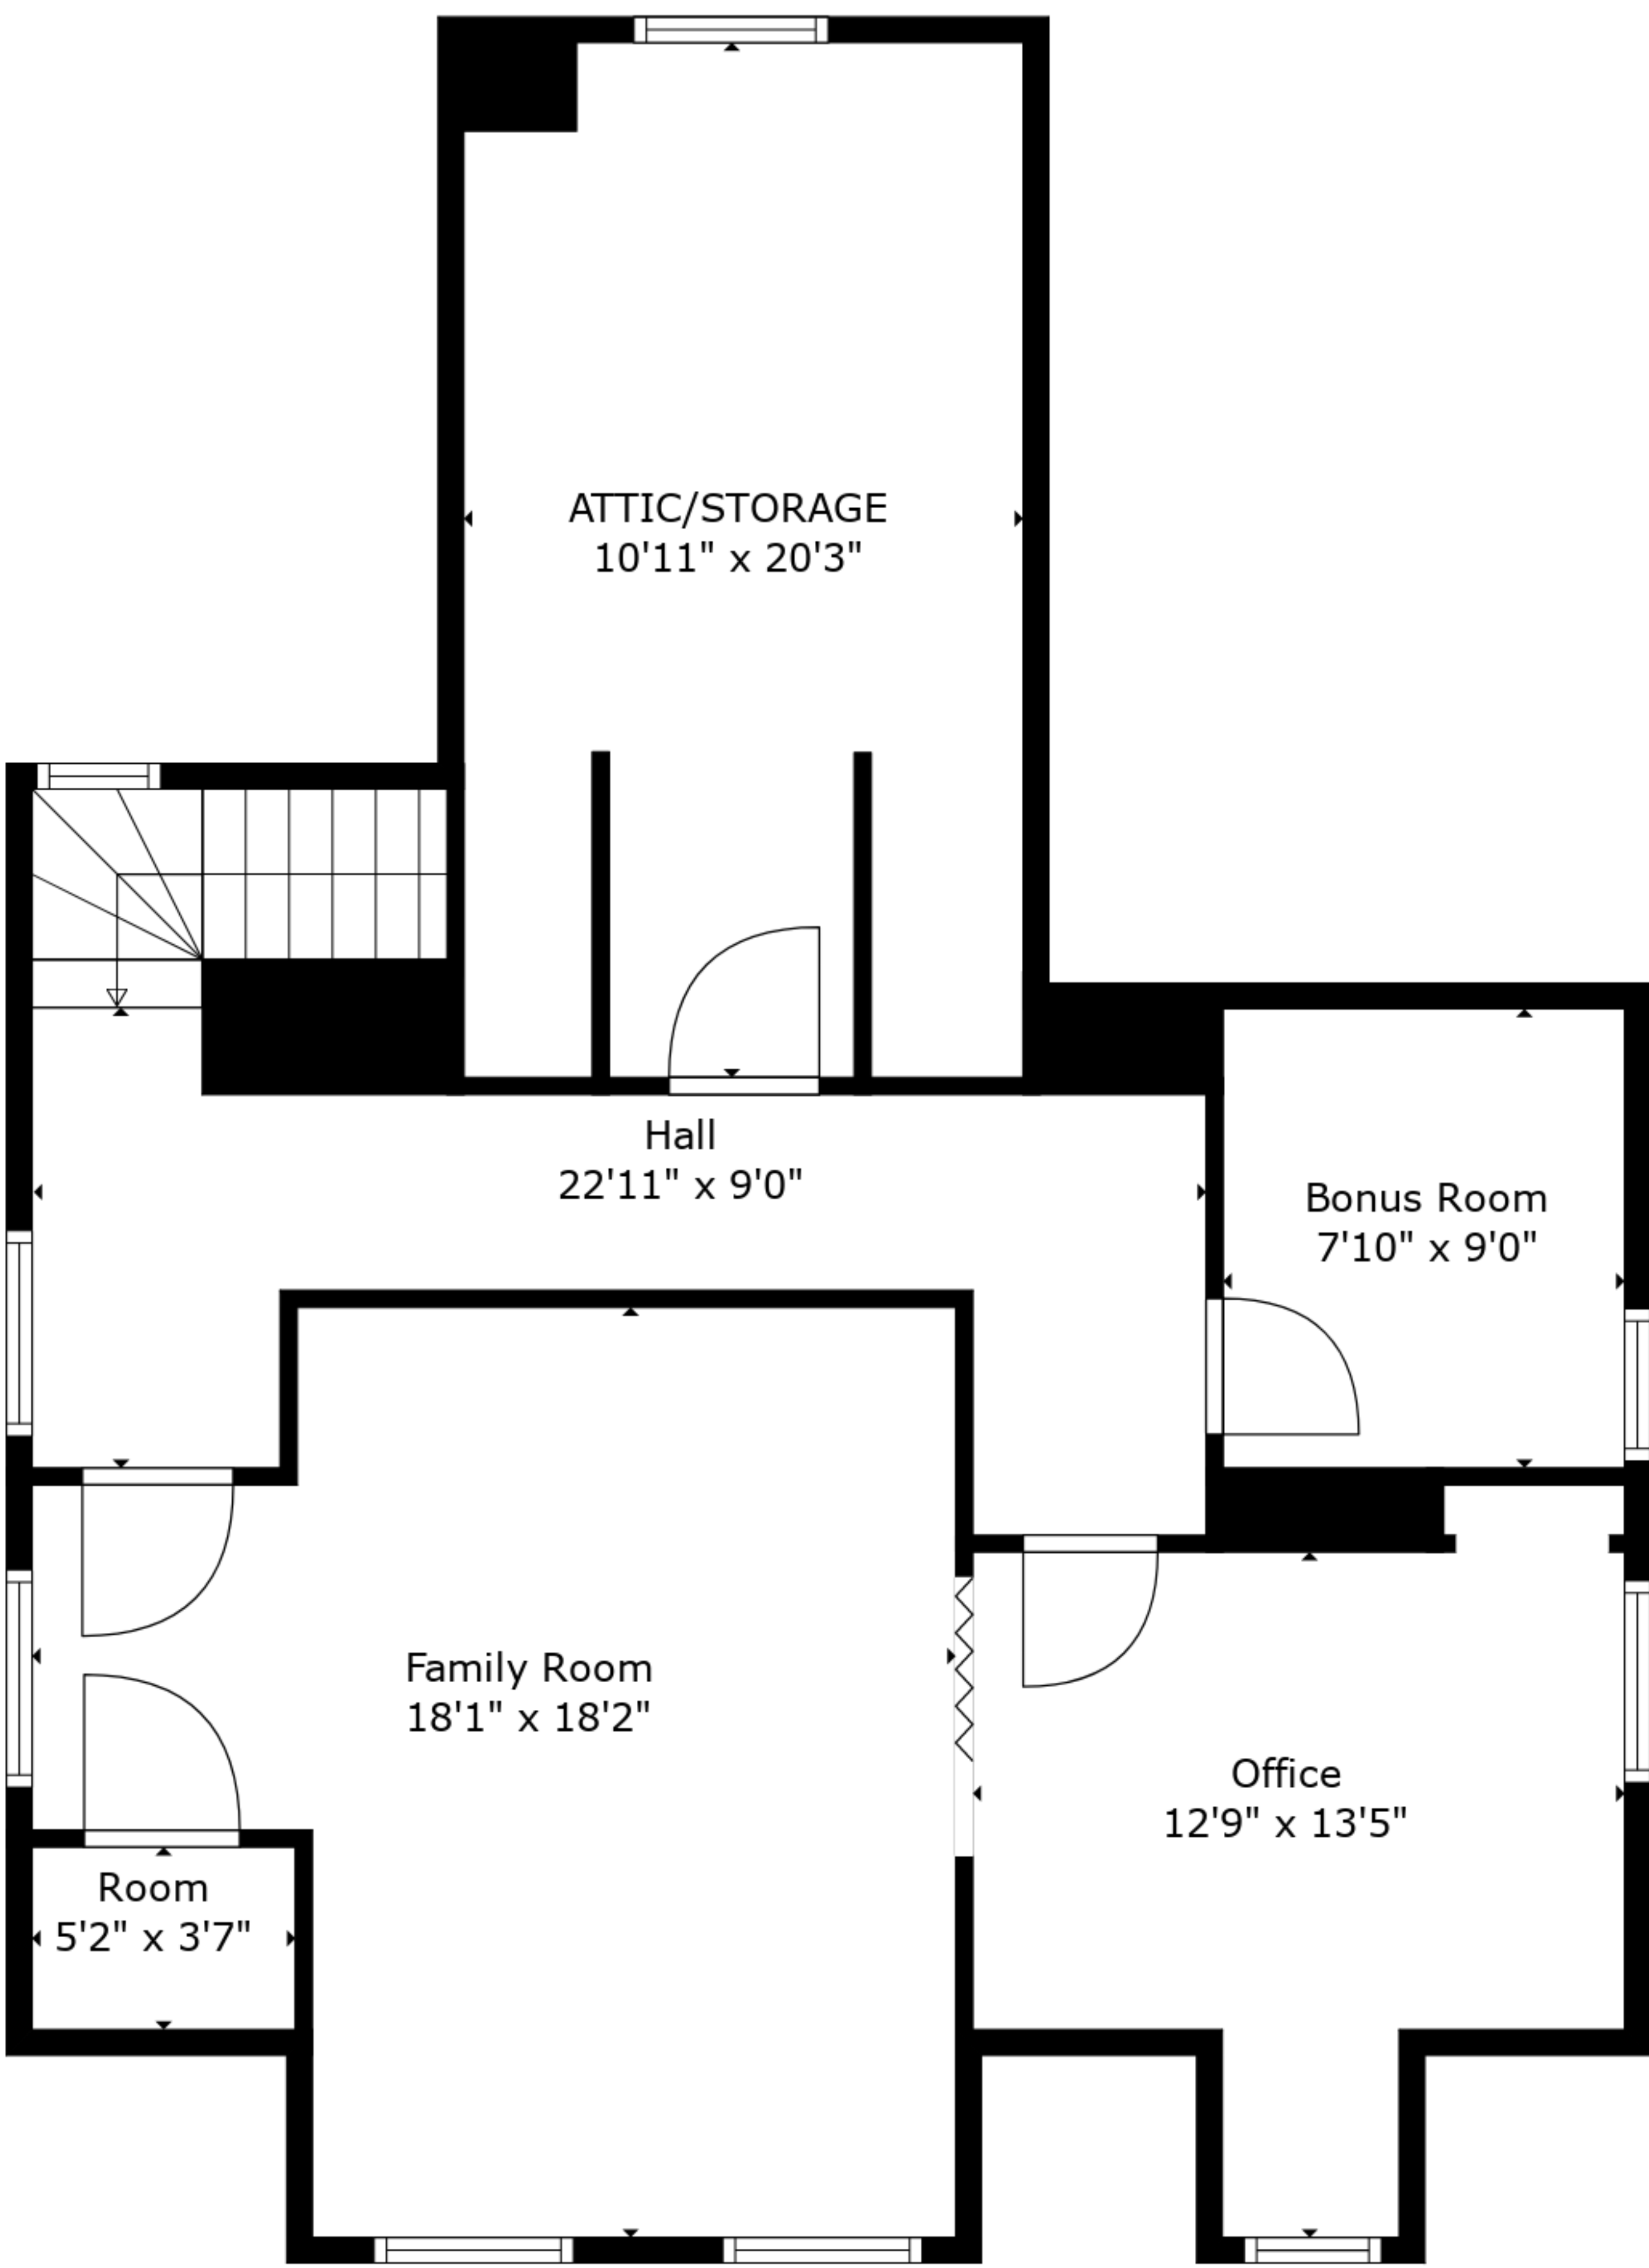 ATTIC/STORAGE
10'11" x 20'3"
Hall
22'11" x 9'0"
Bonus Room
7'10" x 9'0"
Family Room
18'1" x 18'2"
Office
12'9" x 13'5"
Room
5'2" x 3'7"